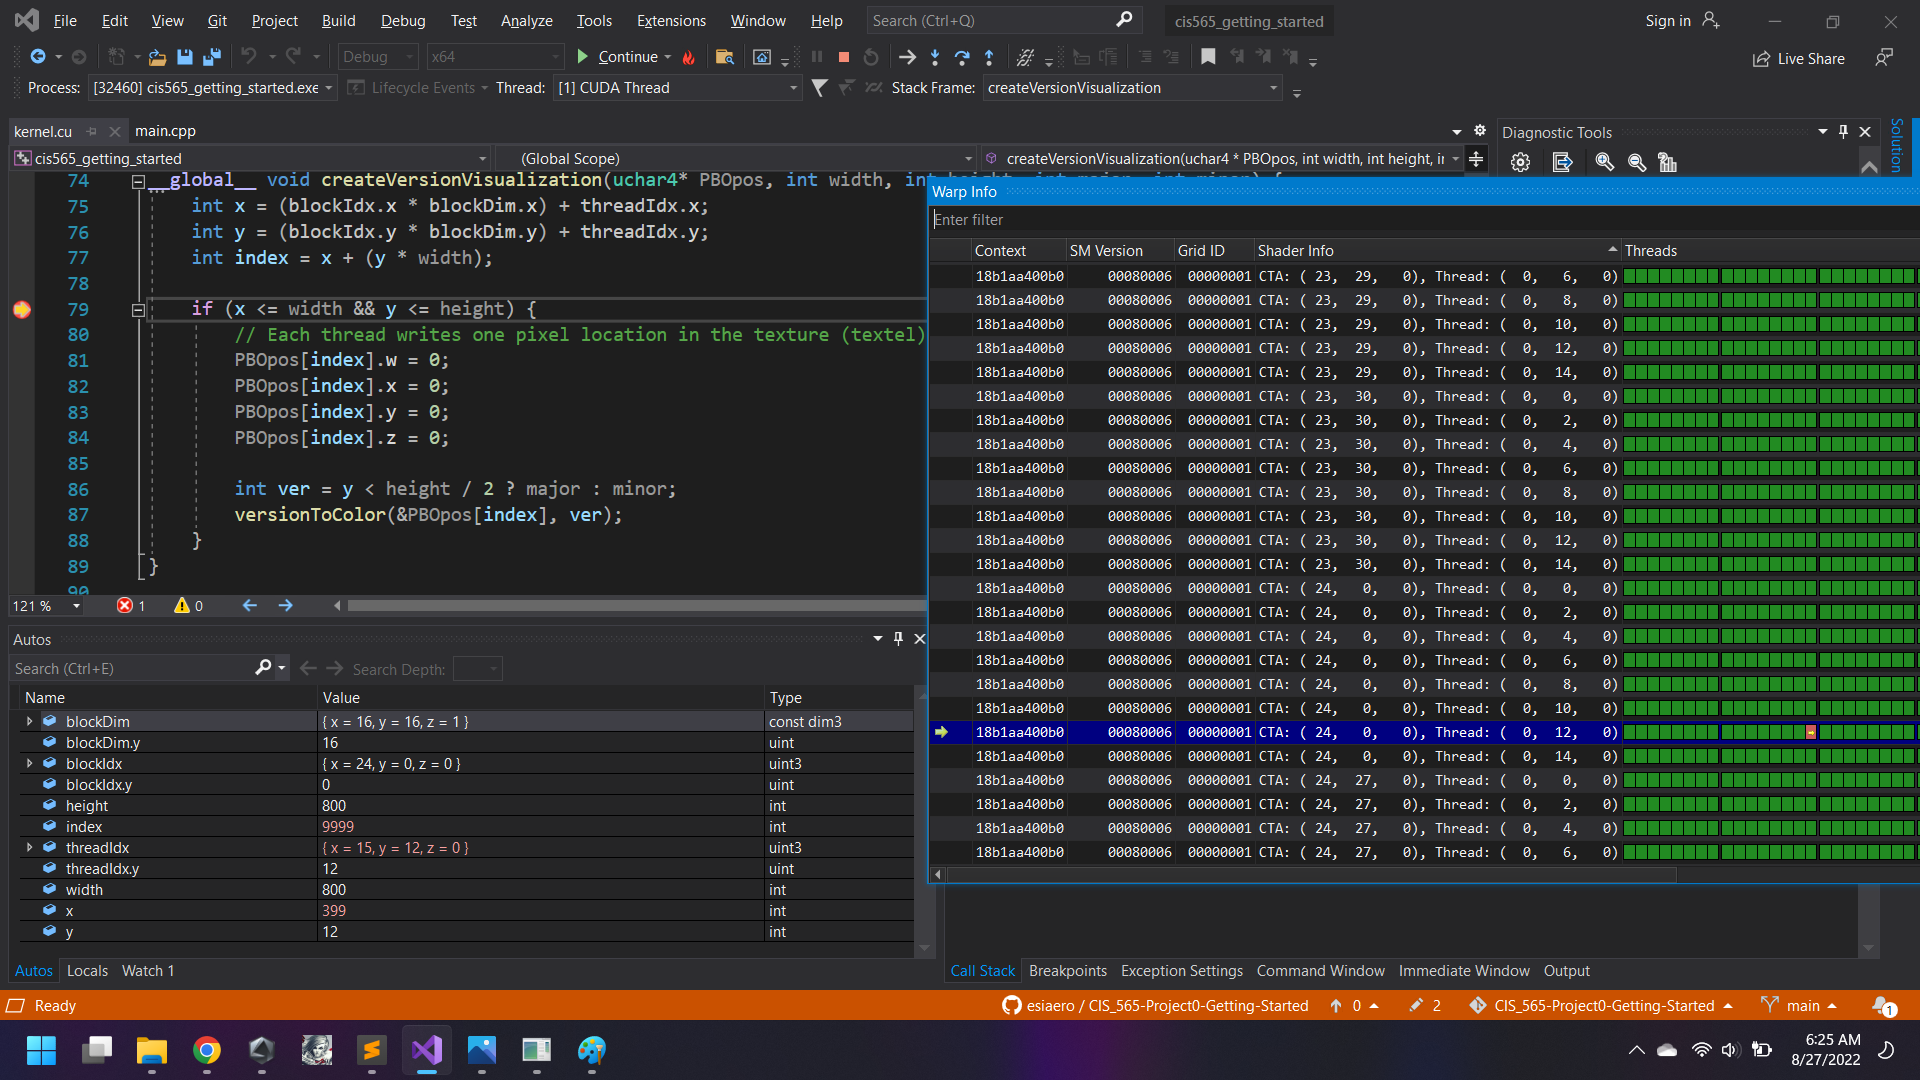 File Edit View Git Project Build Debug Test Analyze Tools Extensions Window Help Search (Ctrl+Q) cis565_getting_started Sign in
Debug x64 Continue Live Share
Process: [32460] cis565_getting_started.exe Lifecycle Events Thread: [1] CUDA Thread Stack Frame: createVersionVisualization
kernel.cu main.cpp
cis565_getting_started (Global Scope) createVersionVisualization(uchar4 * PBOpos, int width, int height, ir
74 __global__ void createVersionVisualization(uchar4* PBOpos, int width, int height, int major, int minor) {
75 int x = (blockIdx.x * blockDim.x) + threadIdx.x;
76 int y = (blockIdx.y * blockDim.y) + threadIdx.y;
77 int index = x + (y * width);
78
79 if (x <= width && y <= height) {
80 // Each thread writes one pixel location in the texture (textel)
81 PBOpos[index].w = 0;
82 PBOpos[index].x = 0;
83 PBOpos[index].y = 0;
84 PBOpos[index].z = 0;
85
86 int ver = y < height / 2 ? major : minor;
87 versionToColor(&PBOpos[index], ver);
88 }
89 }
90
121 % 1 0
Autos
Search (Ctrl+E) Search Depth:
Name Value Type
blockDim { x = 16, y = 16, z = 1 } const dim3
blockDim.y 16 uint
blockIdx { x = 24, y = 0, z = 0 } uint3
blockIdx.y 0 uint
height 800 int
index 9999 int
threadIdx { x = 15, y = 12, z = 0 } uint3
threadIdx.y 12 uint
width 800 int
x 399 int
y 12 int
Autos Locals Watch 1
Diagnostic Tools
Solution
Warp Info
Enter filter
Context SM Version Grid ID Shader Info Threads
18b1aa400b0 00080006 00000001 CTA: ( 23, 29, 0), Thread: ( 0, 6, 0)
18b1aa400b0 00080006 00000001 CTA: ( 23, 29, 0), Thread: ( 0, 8, 0)
18b1aa400b0 00080006 00000001 CTA: ( 23, 29, 0), Thread: ( 0, 10, 0)
18b1aa400b0 00080006 00000001 CTA: ( 23, 29, 0), Thread: ( 0, 12, 0)
18b1aa400b0 00080006 00000001 CTA: ( 23, 29, 0), Thread: ( 0, 14, 0)
18b1aa400b0 00080006 00000001 CTA: ( 23, 30, 0), Thread: ( 0, 0, 0)
18b1aa400b0 00080006 00000001 CTA: ( 23, 30, 0), Thread: ( 0, 2, 0)
18b1aa400b0 00080006 00000001 CTA: ( 23, 30, 0), Thread: ( 0, 4, 0)
18b1aa400b0 00080006 00000001 CTA: ( 23, 30, 0), Thread: ( 0, 6, 0)
18b1aa400b0 00080006 00000001 CTA: ( 23, 30, 0), Thread: ( 0, 8, 0)
18b1aa400b0 00080006 00000001 CTA: ( 23, 30, 0), Thread: ( 0, 10, 0)
18b1aa400b0 00080006 00000001 CTA: ( 23, 30, 0), Thread: ( 0, 12, 0)
18b1aa400b0 00080006 00000001 CTA: ( 23, 30, 0), Thread: ( 0, 14, 0)
18b1aa400b0 00080006 00000001 CTA: ( 24, 0, 0), Thread: ( 0, 0, 0)
18b1aa400b0 00080006 00000001 CTA: ( 24, 0, 0), Thread: ( 0, 2, 0)
18b1aa400b0 00080006 00000001 CTA: ( 24, 0, 0), Thread: ( 0, 4, 0)
18b1aa400b0 00080006 00000001 CTA: ( 24, 0, 0), Thread: ( 0, 6, 0)
18b1aa400b0 00080006 00000001 CTA: ( 24, 0, 0), Thread: ( 0, 8, 0)
18b1aa400b0 00080006 00000001 CTA: ( 24, 0, 0), Thread: ( 0, 10, 0)
18b1aa400b0 00080006 00000001 CTA: ( 24, 0, 0), Thread: ( 0, 12, 0)
18b1aa400b0 00080006 00000001 CTA: ( 24, 0, 0), Thread: ( 0, 14, 0)
18b1aa400b0 00080006 00000001 CTA: ( 24, 27, 0), Thread: ( 0, 0, 0)
18b1aa400b0 00080006 00000001 CTA: ( 24, 27, 0), Thread: ( 0, 2, 0)
18b1aa400b0 00080006 00000001 CTA: ( 24, 27, 0), Thread: ( 0, 4, 0)
18b1aa400b0 00080006 00000001 CTA: ( 24, 27, 0), Thread: ( 0, 6, 0)
Call Stack Breakpoints Exception Settings Command Window Immediate Window Output
Ready esiaero / CIS_565-Project0-Getting-Started 0 2 CIS_565-Project0-Getting-Started main 1
6:25 AM
8/27/2022